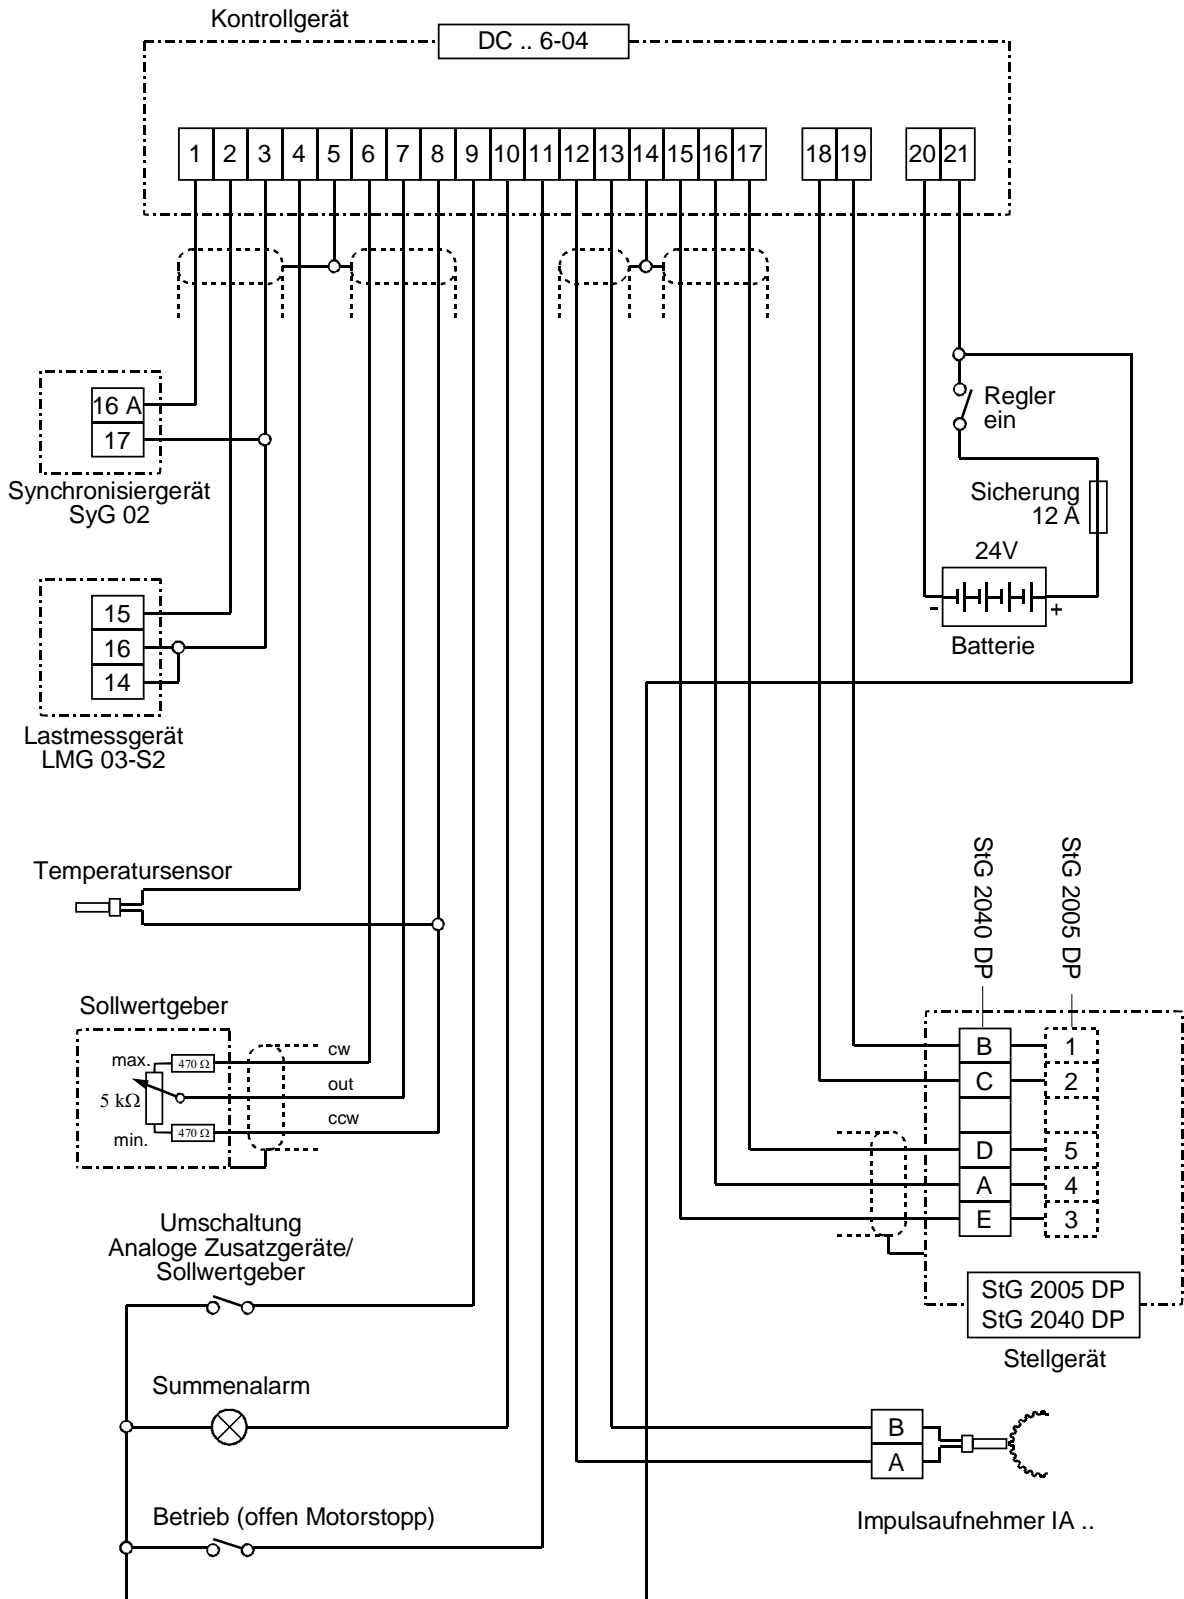 Kontrollgerät
DC .. 6-04
1 2 3 4 5 6 7 8 9 10 11 12 13 14 15 16 17 18 19 20 21
Regler
ein
16 A
17
Synchronisiergerät
SyG 02
Sicherung
12 A
24V
- +
Batterie
15
16
14
Lastmessgerät
LMG 03-S2
StG 2040 DP
StG 2005 DP
Temperatursensor
Sollwertgeber
max.
470 Ω
cw
5 kΩ
out
min.
470 Ω
ccw
B 1
C 2
D 5
A 4
E 3
Umschaltung
Analoge Zusatzgeräte/
Sollwertgeber
StG 2005 DP
StG 2040 DP
Stellgerät
Summenalarm
B
A
Betrieb (offen Motorstopp)
Impulsaufnehmer IA ..